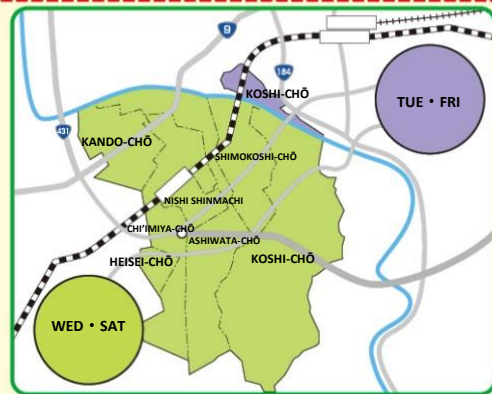 9
184
KOSHI-CHŌ
TUE・FRI
431
KANDO-CHŌ
SHIMOKOSHI-CHŌ
NISHI SHINMACHI
CHI'IMIYA-CHŌ
ASHIWATA-CHŌ
HEISEI-CHŌ
KOSHI-CHŌ
WED・SAT